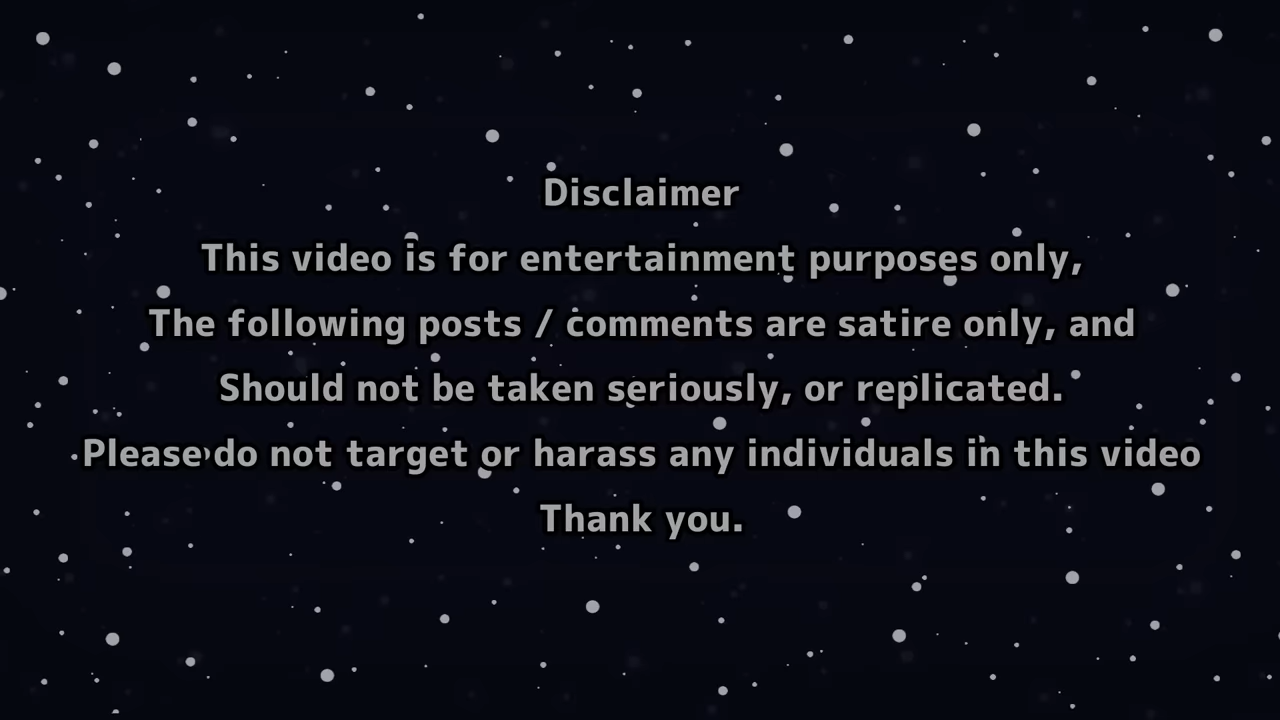 Disclaimer
This video is for entertainment purposes only,
The following posts / comments are satire only, and
Should not be taken seriously, or replicated.
Please do not target or harass any individuals in this video
Thank you.